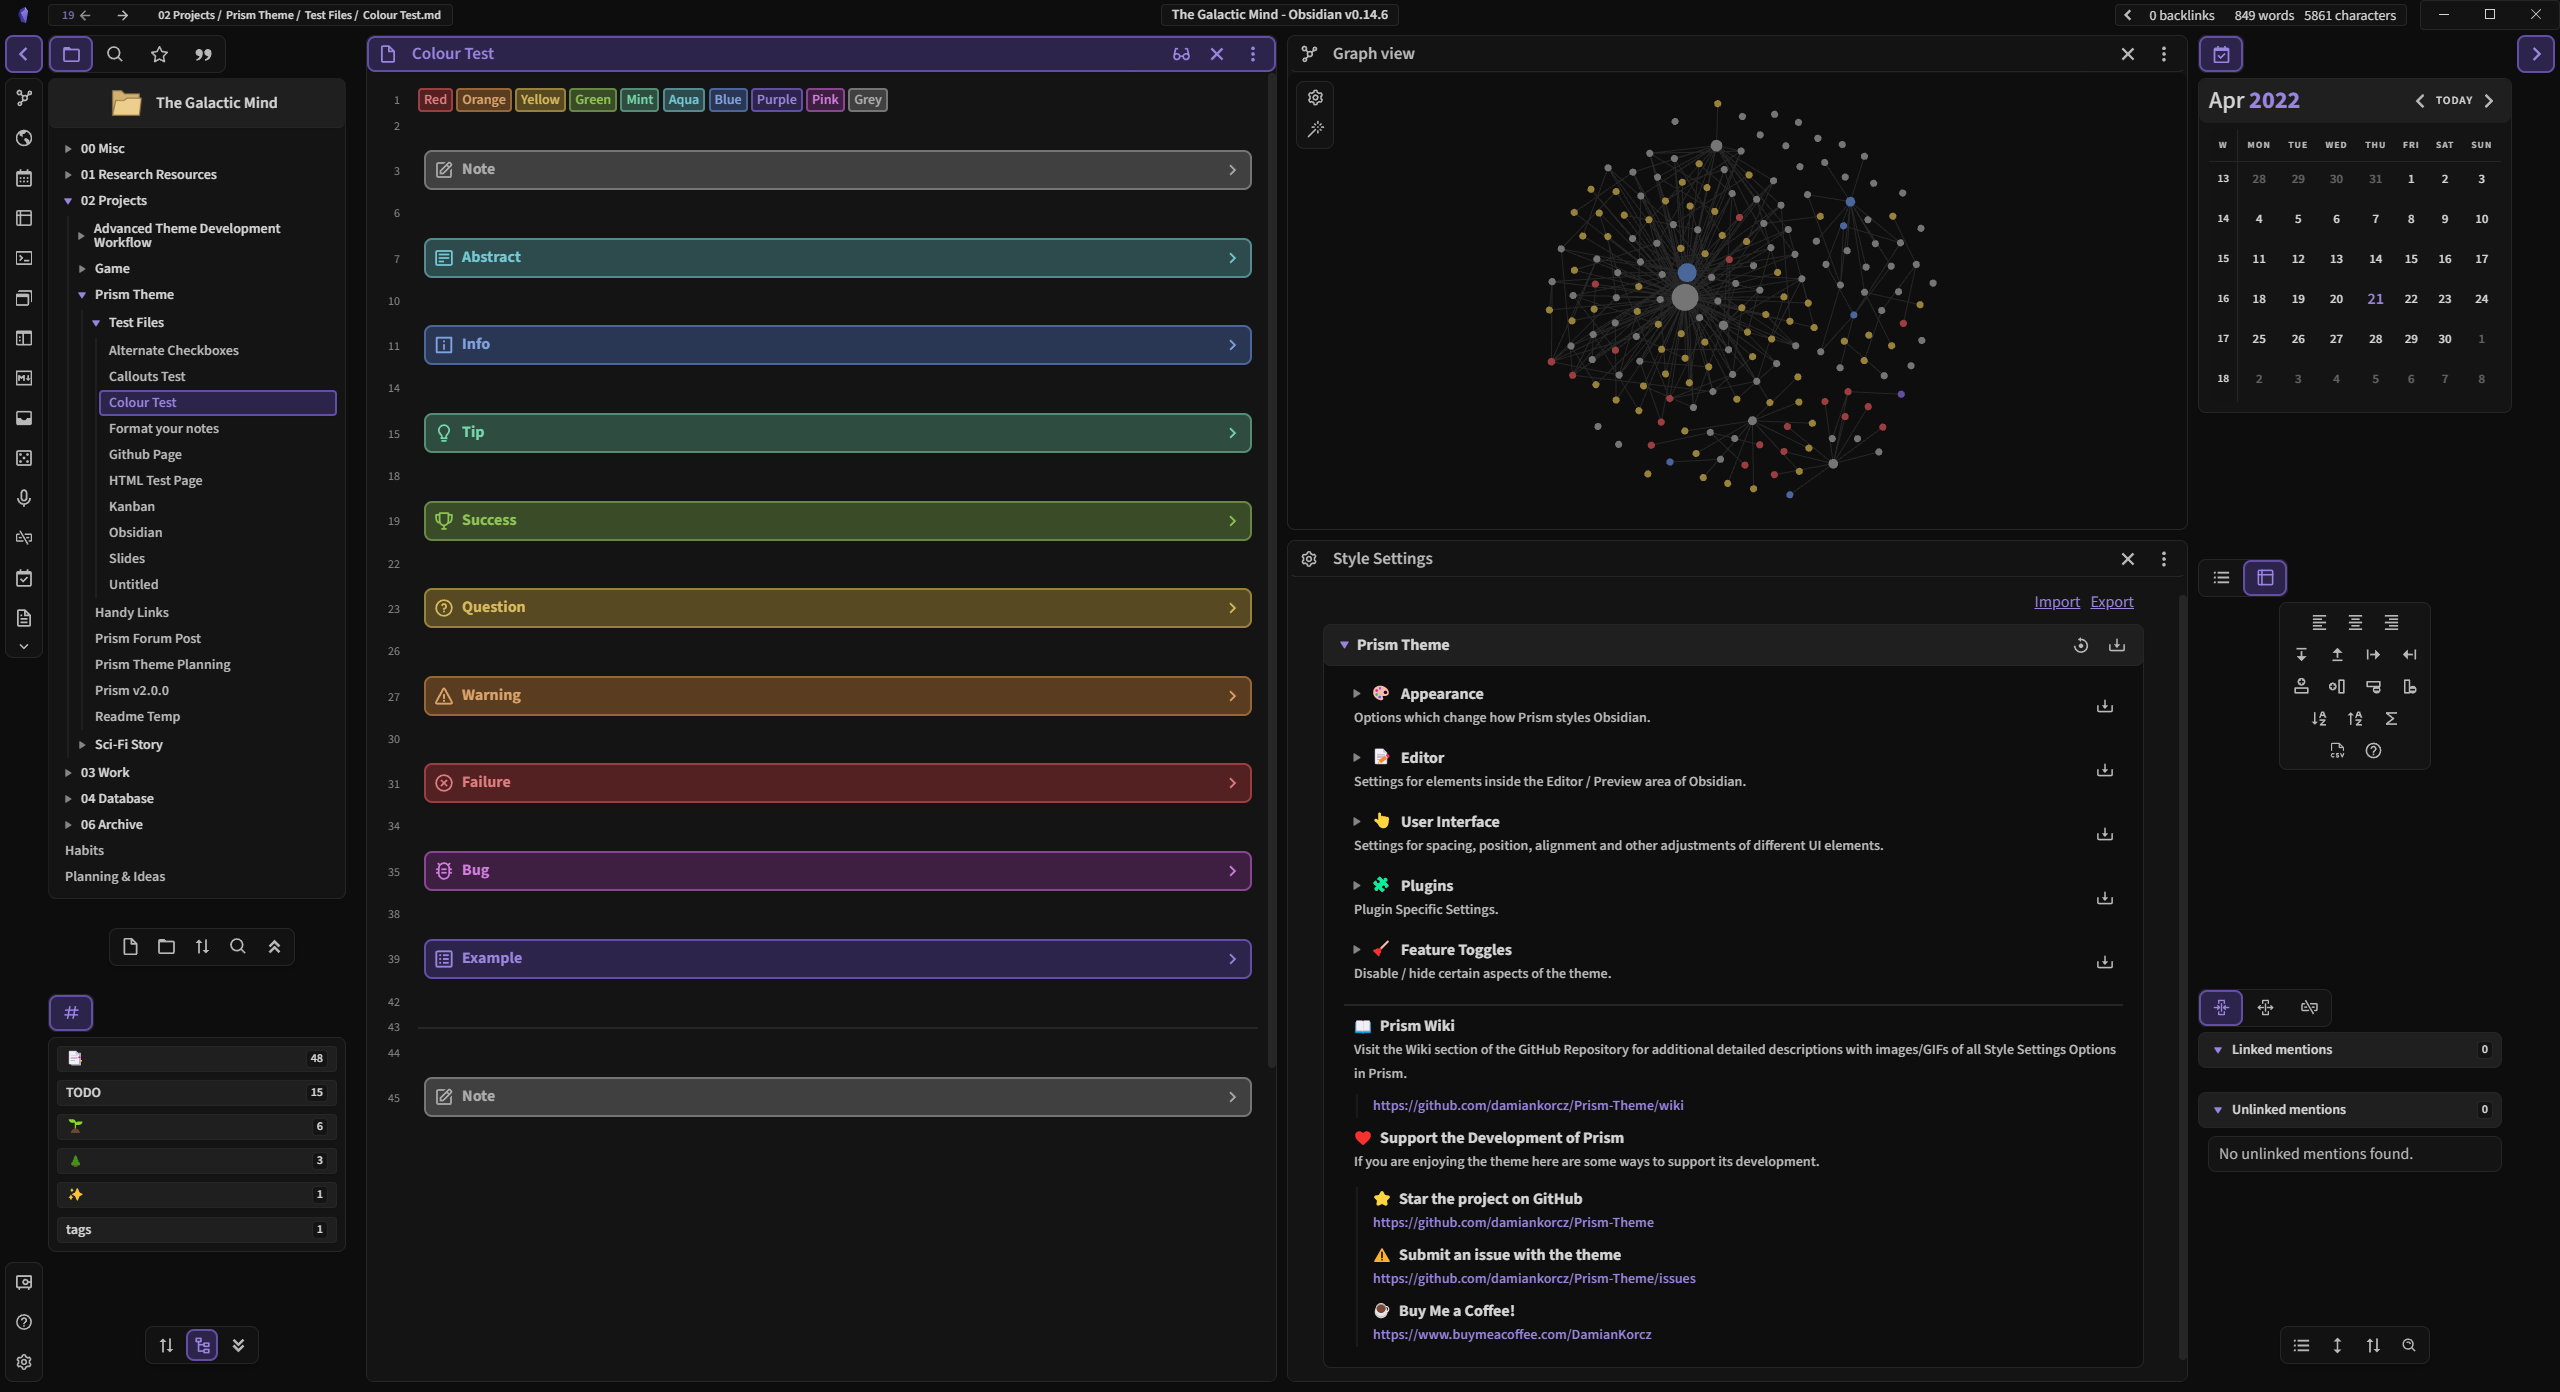 19
02 Projects / Prism Theme / Test Files / Colour Test.md
The Galactic Mind - Obsidian v0.14.6
0 backlinks 849 words 5861 characters
The Galactic Mind
00 Misc
01 Research Resources
02 Projects
Advanced Theme Development
Workflow
Game
Prism Theme
Test Files
Alternate Checkboxes
Callouts Test
Colour Test
Format your notes
Github Page
HTML Test Page
Kanban
Obsidian
Slides
Untitled
Handy Links
Prism Forum Post
Prism Theme Planning
Prism v2.0.0
Readme Temp
Sci-Fi Story
03 Work
04 Database
06 Archive
Habits
Planning & Ideas
#
48
TODO 15
6
3
1
tags 1
Colour Test
1 Red Orange Yellow Green Mint Aqua Blue Purple Pink Grey
2
3 Note
6
7 Abstract
10
11 Info
14
15 Tip
18
19 Success
22
23 Question
26
27 Warning
30
31 Failure
34
35 Bug
38
39 Example
42
43
44
45 Note
Graph view
Style Settings
Import Export
Prism Theme
Appearance
Options which change how Prism styles Obsidian.
Editor
Settings for elements inside the Editor / Preview area of Obsidian.
User Interface
Settings for spacing, position, alignment and other adjustments of different UI elements.
Plugins
Plugin Specific Settings.
Feature Toggles
Disable / hide certain aspects of the theme.
Prism Wiki
Visit the Wiki section of the GitHub Repository for additional detailed descriptions with images/GIFs of all Style Settings Options
in Prism.
https://github.com/damiankorcz/Prism-Theme/wiki
Support the Development of Prism
If you are enjoying the theme here are some ways to support its development.
Star the project on GitHub
https://github.com/damiankorcz/Prism-Theme
Submit an issue with the theme
https://github.com/damiankorcz/Prism-Theme/issues
Buy Me a Coffee!
https://www.buymeacoffee.com/DamianKorcz
Apr 2022 TODAY
W MON TUE WED THU FRI SAT SUN
13 28 29 30 31 1 2 3
14 4 5 6 7 8 9 10
15 11 12 13 14 15 16 17
16 18 19 20 21 22 23 24
17 25 26 27 28 29 30 1
18 2 3 4 5 6 7 8
CSV
Linked mentions 0
Unlinked mentions 0
No unlinked mentions found.